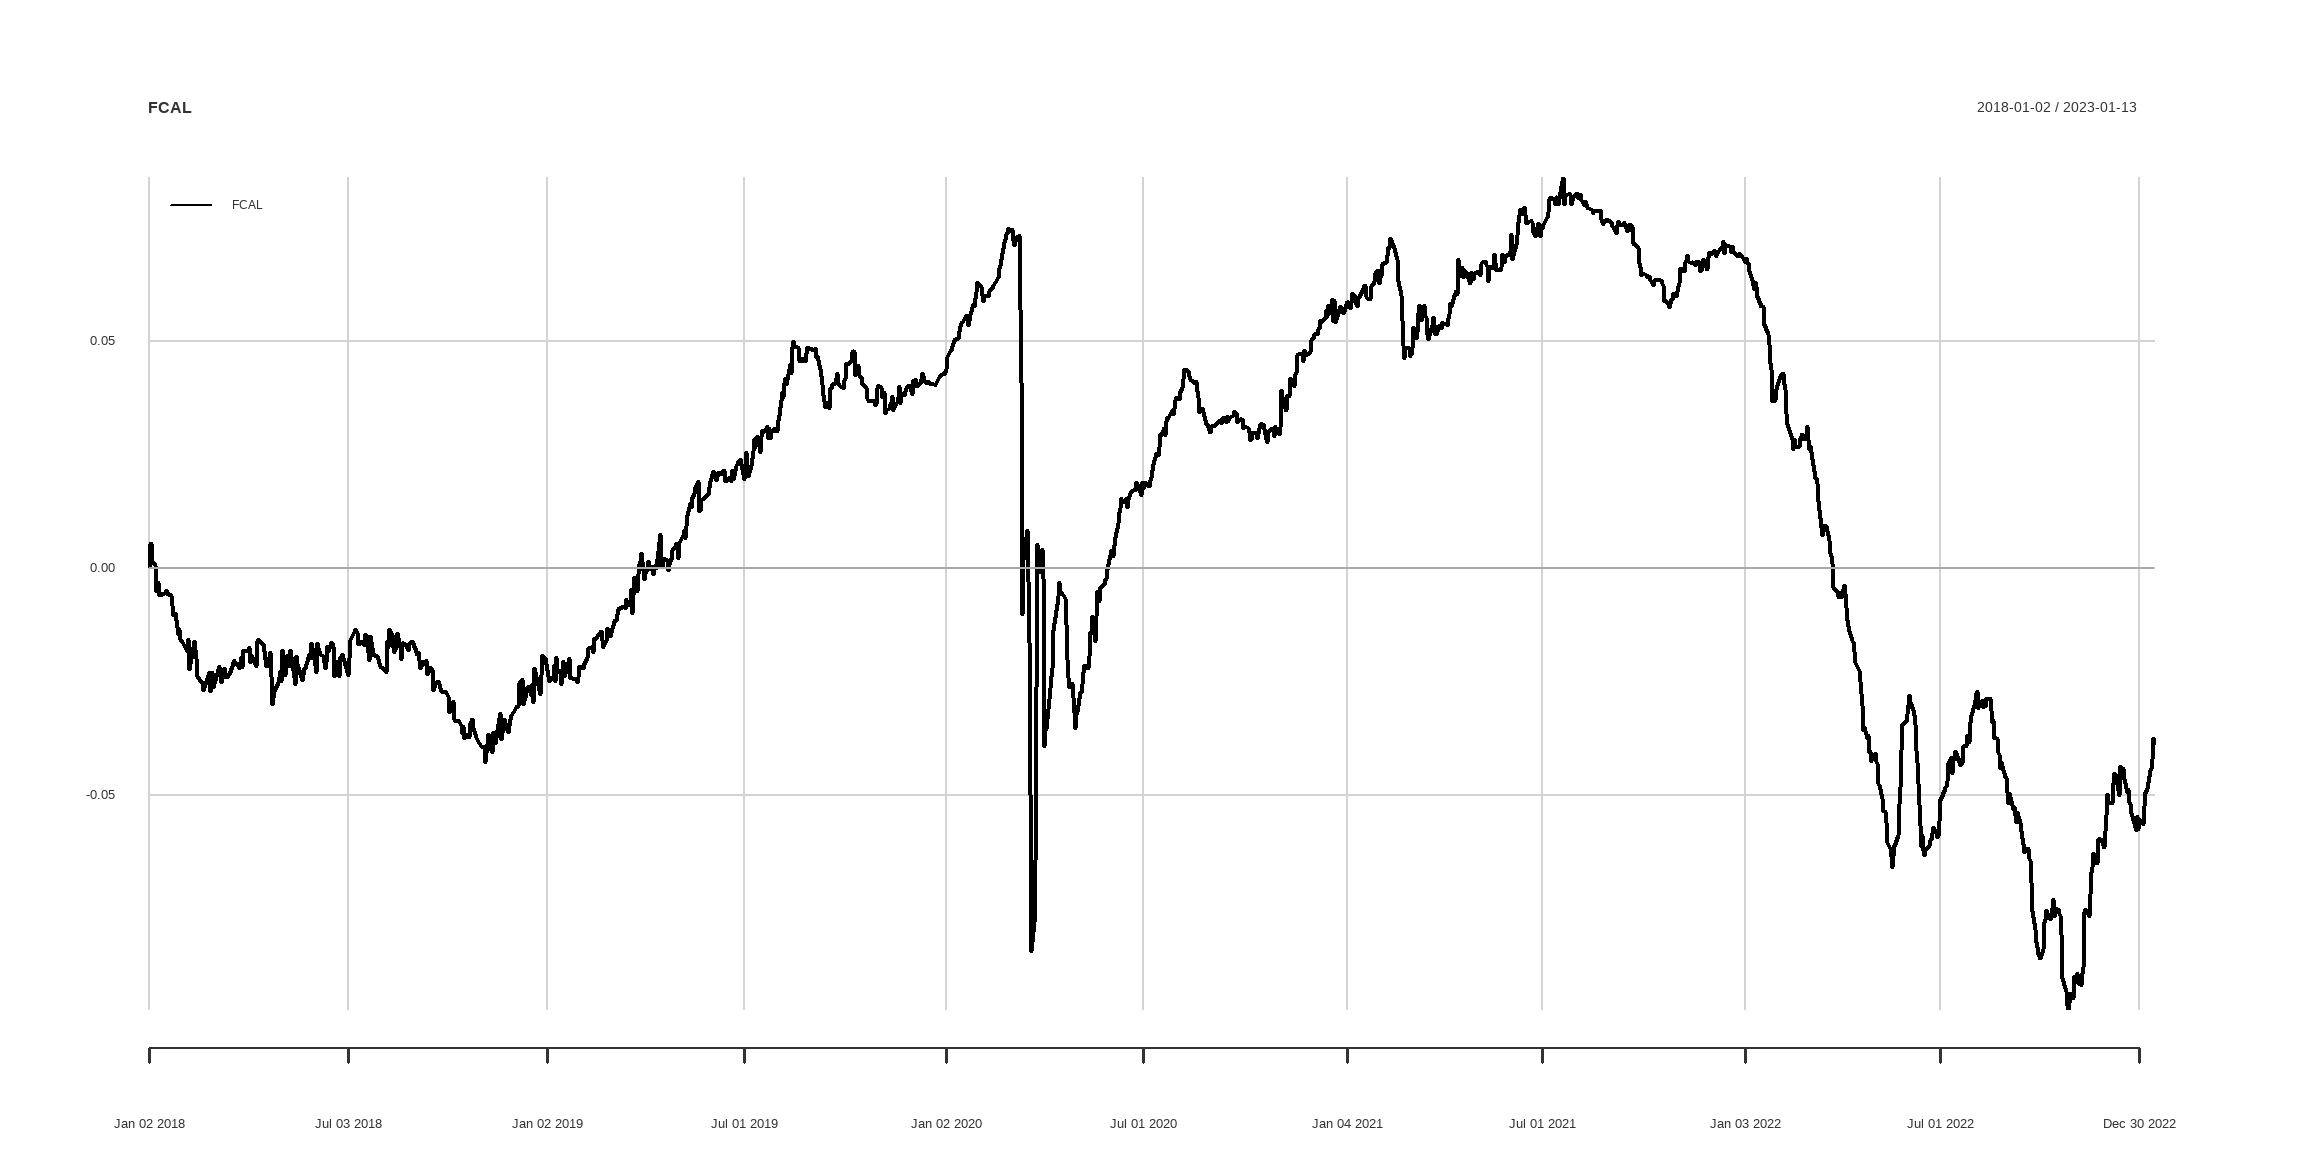 FCAL
2018-01-02 / 2023-01-13
FCAL
0.05
0.00
-0.05
Jan 02 2018
Jul 03 2018
Jan 02 2019
Jul 01 2019
Jan 02 2020
Jul 01 2020
Jan 04 2021
Jul 01 2021
Jan 03 2022
Jul 01 2022
Dec 30 2022